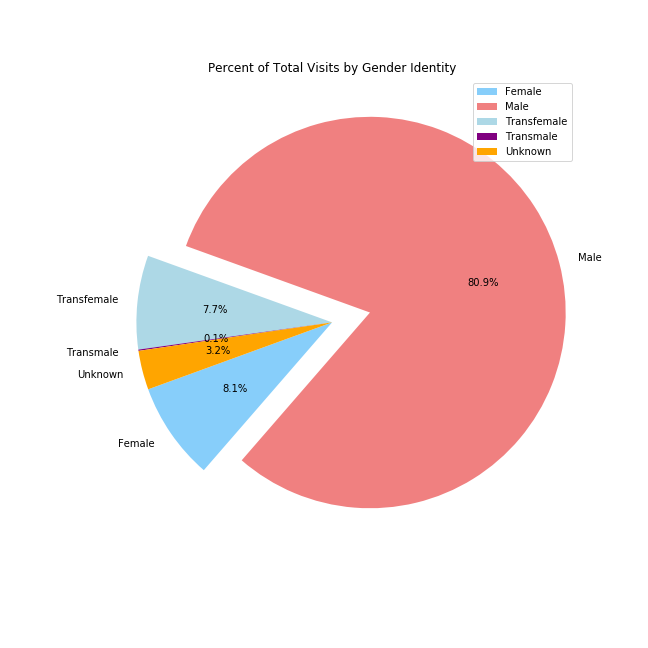 Percent of Total Visits by Gender Identity
Female
Male
Transfemale
Transmale
Unknown
Male
80.9%
Transfemale
7.7%
0.1%
Transmale
3.2%
Unknown
8.1%
Female